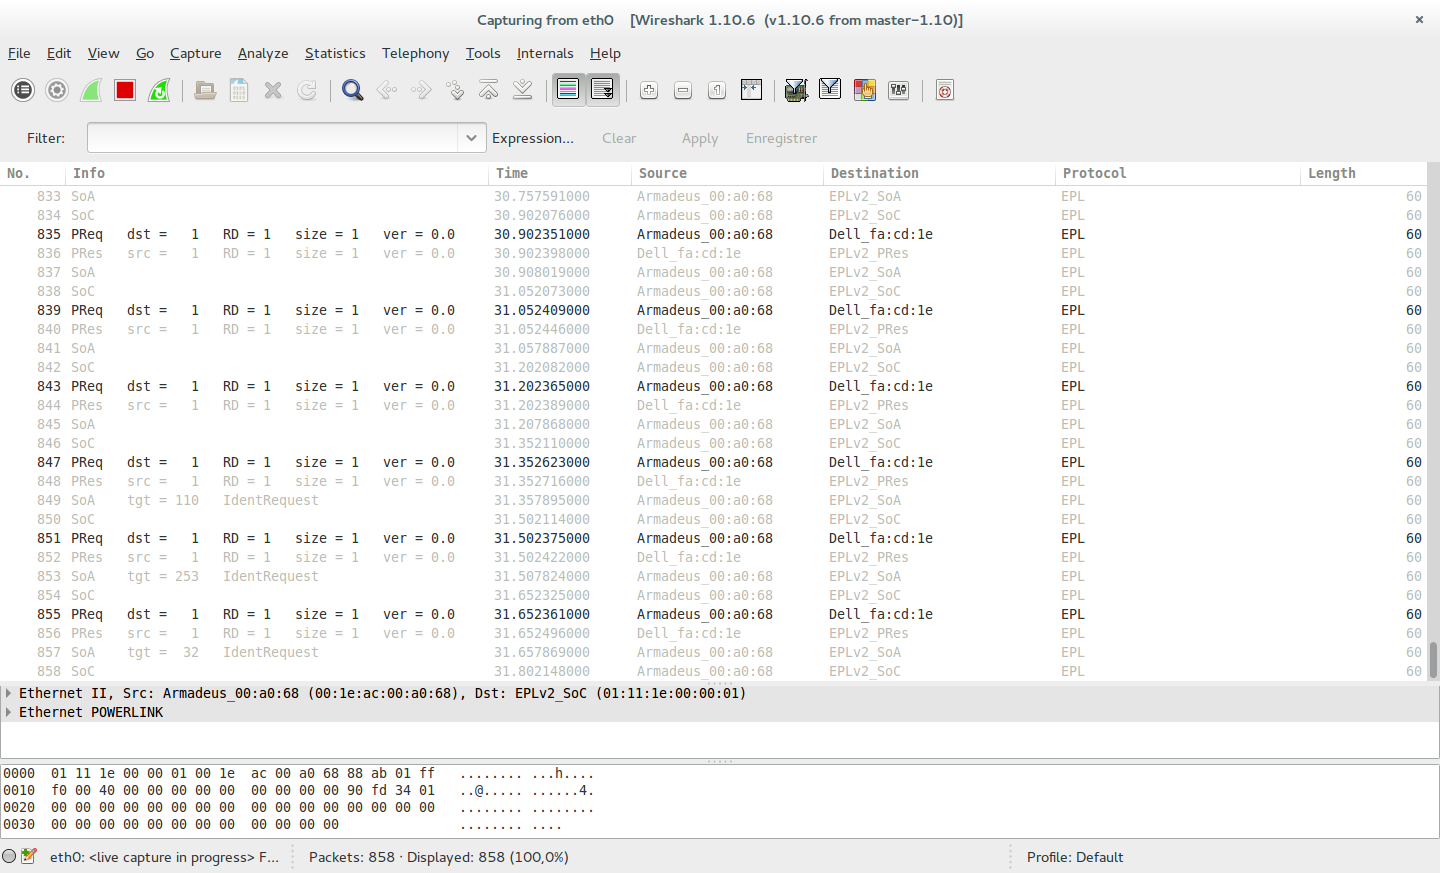 Capturing from eth0    [Wireshark 1.10.6  (v1.10.6 from master-1.10)]
File Edit View Go Capture Analyze Statistics Telephony Tools Internals Help
Filter: Expression... Clear Apply Enregistrer
No. Info Time Source Destination Protocol Length
833 SoA 30.757591000 Armadeus_00:a0:68 EPLv2_SoA EPL 60
834 SoC 30.902076000 Armadeus_00:a0:68 EPLv2_SoC EPL 60
835 PReq dst = 1 RD = 1 size = 1 ver = 0.0 30.902351000 Armadeus_00:a0:68 Dell_fa:cd:1e EPL 60
836 PRes src = 1 RD = 1 size = 1 ver = 0.0 30.902398000 Dell_fa:cd:1e EPLv2_PRes EPL 60
837 SoA 30.908019000 Armadeus_00:a0:68 EPLv2_SoA EPL 60
838 SoC 31.052073000 Armadeus_00:a0:68 EPLv2_SoC EPL 60
839 PReq dst = 1 RD = 1 size = 1 ver = 0.0 31.052409000 Armadeus_00:a0:68 Dell_fa:cd:1e EPL 60
840 PRes src = 1 RD = 1 size = 1 ver = 0.0 31.052446000 Dell_fa:cd:1e EPLv2_PRes EPL 60
841 SoA 31.057887000 Armadeus_00:a0:68 EPLv2_SoA EPL 60
842 SoC 31.202082000 Armadeus_00:a0:68 EPLv2_SoC EPL 60
843 PReq dst = 1 RD = 1 size = 1 ver = 0.0 31.202365000 Armadeus_00:a0:68 Dell_fa:cd:1e EPL 60
844 PRes src = 1 RD = 1 size = 1 ver = 0.0 31.202389000 Dell_fa:cd:1e EPLv2_PRes EPL 60
845 SoA 31.207868000 Armadeus_00:a0:68 EPLv2_SoA EPL 60
846 SoC 31.352110000 Armadeus_00:a0:68 EPLv2_SoC EPL 60
847 PReq dst = 1 RD = 1 size = 1 ver = 0.0 31.352623000 Armadeus_00:a0:68 Dell_fa:cd:1e EPL 60
848 PRes src = 1 RD = 1 size = 1 ver = 0.0 31.352716000 Dell_fa:cd:1e EPLv2_PRes EPL 60
849 SoA tgt = 110 IdentRequest 31.357895000 Armadeus_00:a0:68 EPLv2_SoA EPL 60
850 SoC 31.502114000 Armadeus_00:a0:68 EPLv2_SoC EPL 60
851 PReq dst = 1 RD = 1 size = 1 ver = 0.0 31.502375000 Armadeus_00:a0:68 Dell_fa:cd:1e EPL 60
852 PRes src = 1 RD = 1 size = 1 ver = 0.0 31.502422000 Dell_fa:cd:1e EPLv2_PRes EPL 60
853 SoA tgt = 253 IdentRequest 31.507824000 Armadeus_00:a0:68 EPLv2_SoA EPL 60
854 SoC 31.652325000 Armadeus_00:a0:68 EPLv2_SoC EPL 60
855 PReq dst = 1 RD = 1 size = 1 ver = 0.0 31.652361000 Armadeus_00:a0:68 Dell_fa:cd:1e EPL 60
856 PRes src = 1 RD = 1 size = 1 ver = 0.0 31.652496000 Dell_fa:cd:1e EPLv2_PRes EPL 60
857 SoA tgt = 32 IdentRequest 31.657869000 Armadeus_00:a0:68 EPLv2_SoA EPL 60
858 SoC 31.802148000 Armadeus_00:a0:68 EPLv2_SoC EPL 60
Ethernet II, Src: Armadeus_00:a0:68 (00:1e:ac:00:a0:68), Dst: EPLv2_SoC (01:11:1e:00:00:01)
Ethernet POWERLINK
0000  01 11 1e 00 00 01 00 1e  ac 00 a0 68 88 ab 01 ff   ........ ...h....
0010  f0 00 40 00 00 00 00 00  00 00 00 00 90 fd 34 01   ..@..... ......4.
0020  00 00 00 00 00 00 00 00  00 00 00 00 00 00 00 00   ........ ........
0030  00 00 00 00 00 00 00 00  00 00 00 00   ........ ....
eth0: <live capture in progress> F... Packets: 858 · Displayed: 858 (100,0%) Profile: Default